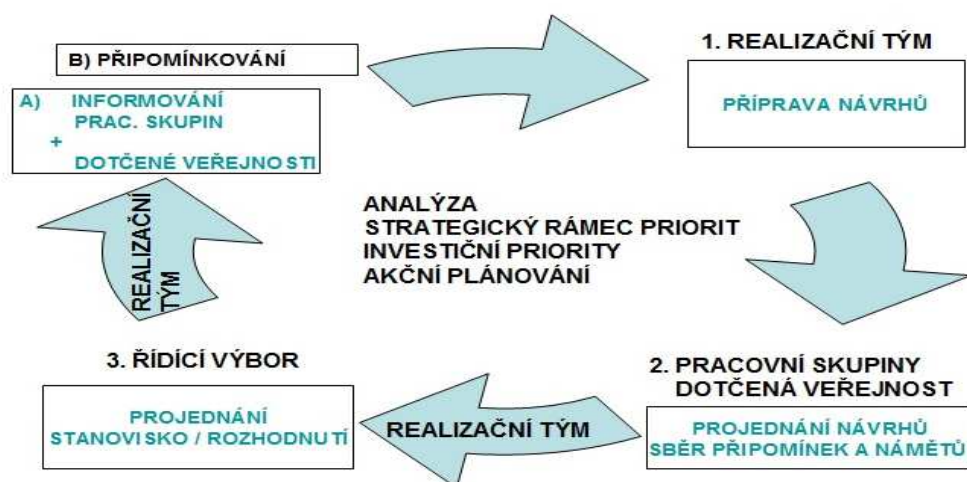 B) PŘIPOMÍNKOVÁNÍ
A) INFORMOVÁNÍ
PRAC. SKUPIN
+
DOTČENÉ VEŘEJNOSTI
1. REALIZAČNÍ TÝM
PŘÍPRAVA NÁVRHŮ
ANALÝZA
STRATEGICKÝ RÁMEC PRIORIT
INVESTIČNÍ PRIORITY
AKČNÍ PLÁNOVÁNÍ
REALIZAČNÍ
TÝM
2. PRACOVNÍ SKUPINY
DOTČENÁ VEŘEJNOST
PROJEDNÁNÍ NÁVRHŮ
SBĚR PŘIPOMÍNEK A NÁMĚTŮ
REALIZAČNÍ TÝM
3. ŘÍDÍCÍ VÝBOR
PROJEDNÁNÍ
STANOVISKO / ROZHODNUTÍ